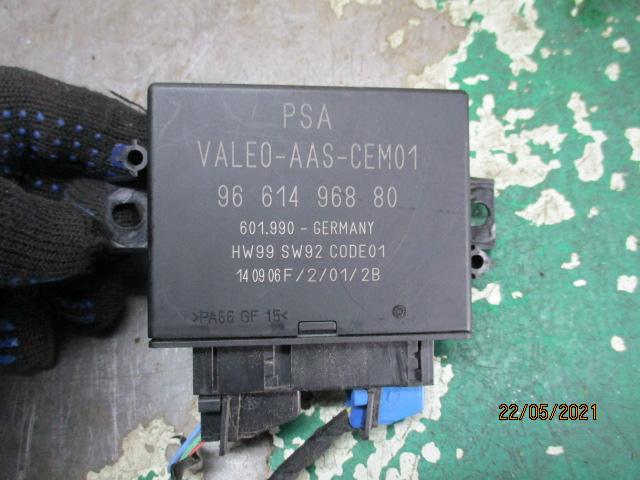 PSA
VALEO-AAS-CEM01
96 614 968 80
601.990 - GERMANY
HW99 SW92 CODE01
140906F/2/01/2B
>PA66 GF 15<
22/05/2021